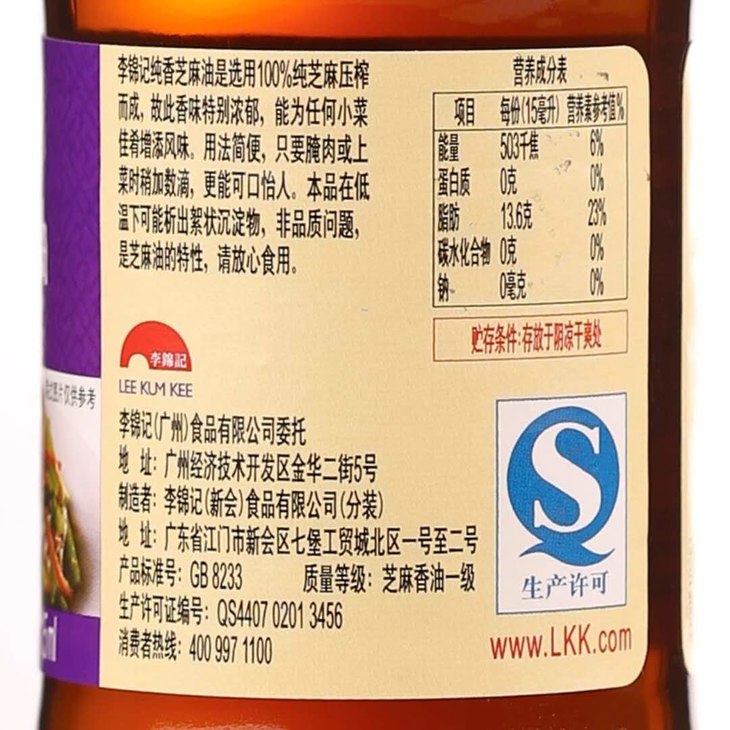 李锦记纯香芝麻油是选用100%纯芝麻压榨
而成，故此香味特别浓郁，能为任何小菜
佳肴增添风味。用法简便，只要腌肉或上
菜时稍加数滴，更能可口怡人。本品在低
温下可能析出絮状沉淀物，非品质问题，
是芝麻油的特性，请放心食用。
营养成分表
项目 每份(15毫升) 营养素参考值%
能量 503千焦 6%
蛋白质 0克 0%
脂肪 13.6克 23%
碳水化合物 0克 0%
钠 0毫克 0%
贮存条件:存放于阴凉干爽处
李錦記
LEE KUM KEE
李锦记(广州)食品有限公司委托
地 址：广州经济技术开发区金华二街5号
制造者：李锦记(新会)食品有限公司(分装)
地 址：广东省江门市新会区七堡工贸城北区一号至二号
产品标准号：GB 8233 质量等级：芝麻香油一级
生产许可证编号：QS4407 0201 3456
消费者热线：400 997 1100
生产许可
www.LKK.com
图片仅供参考
ml